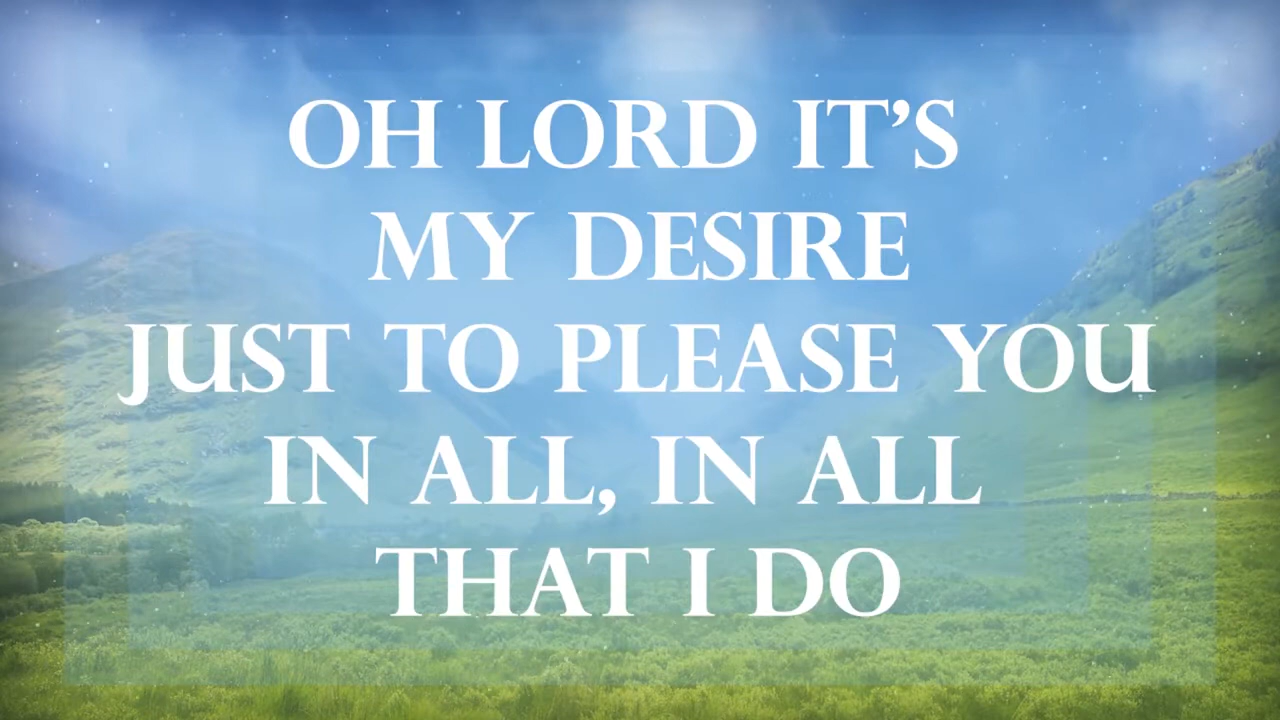 OH LORD IT’S
MY DESIRE
JUST TO PLEASE YOU
IN ALL, IN ALL
THAT I DO